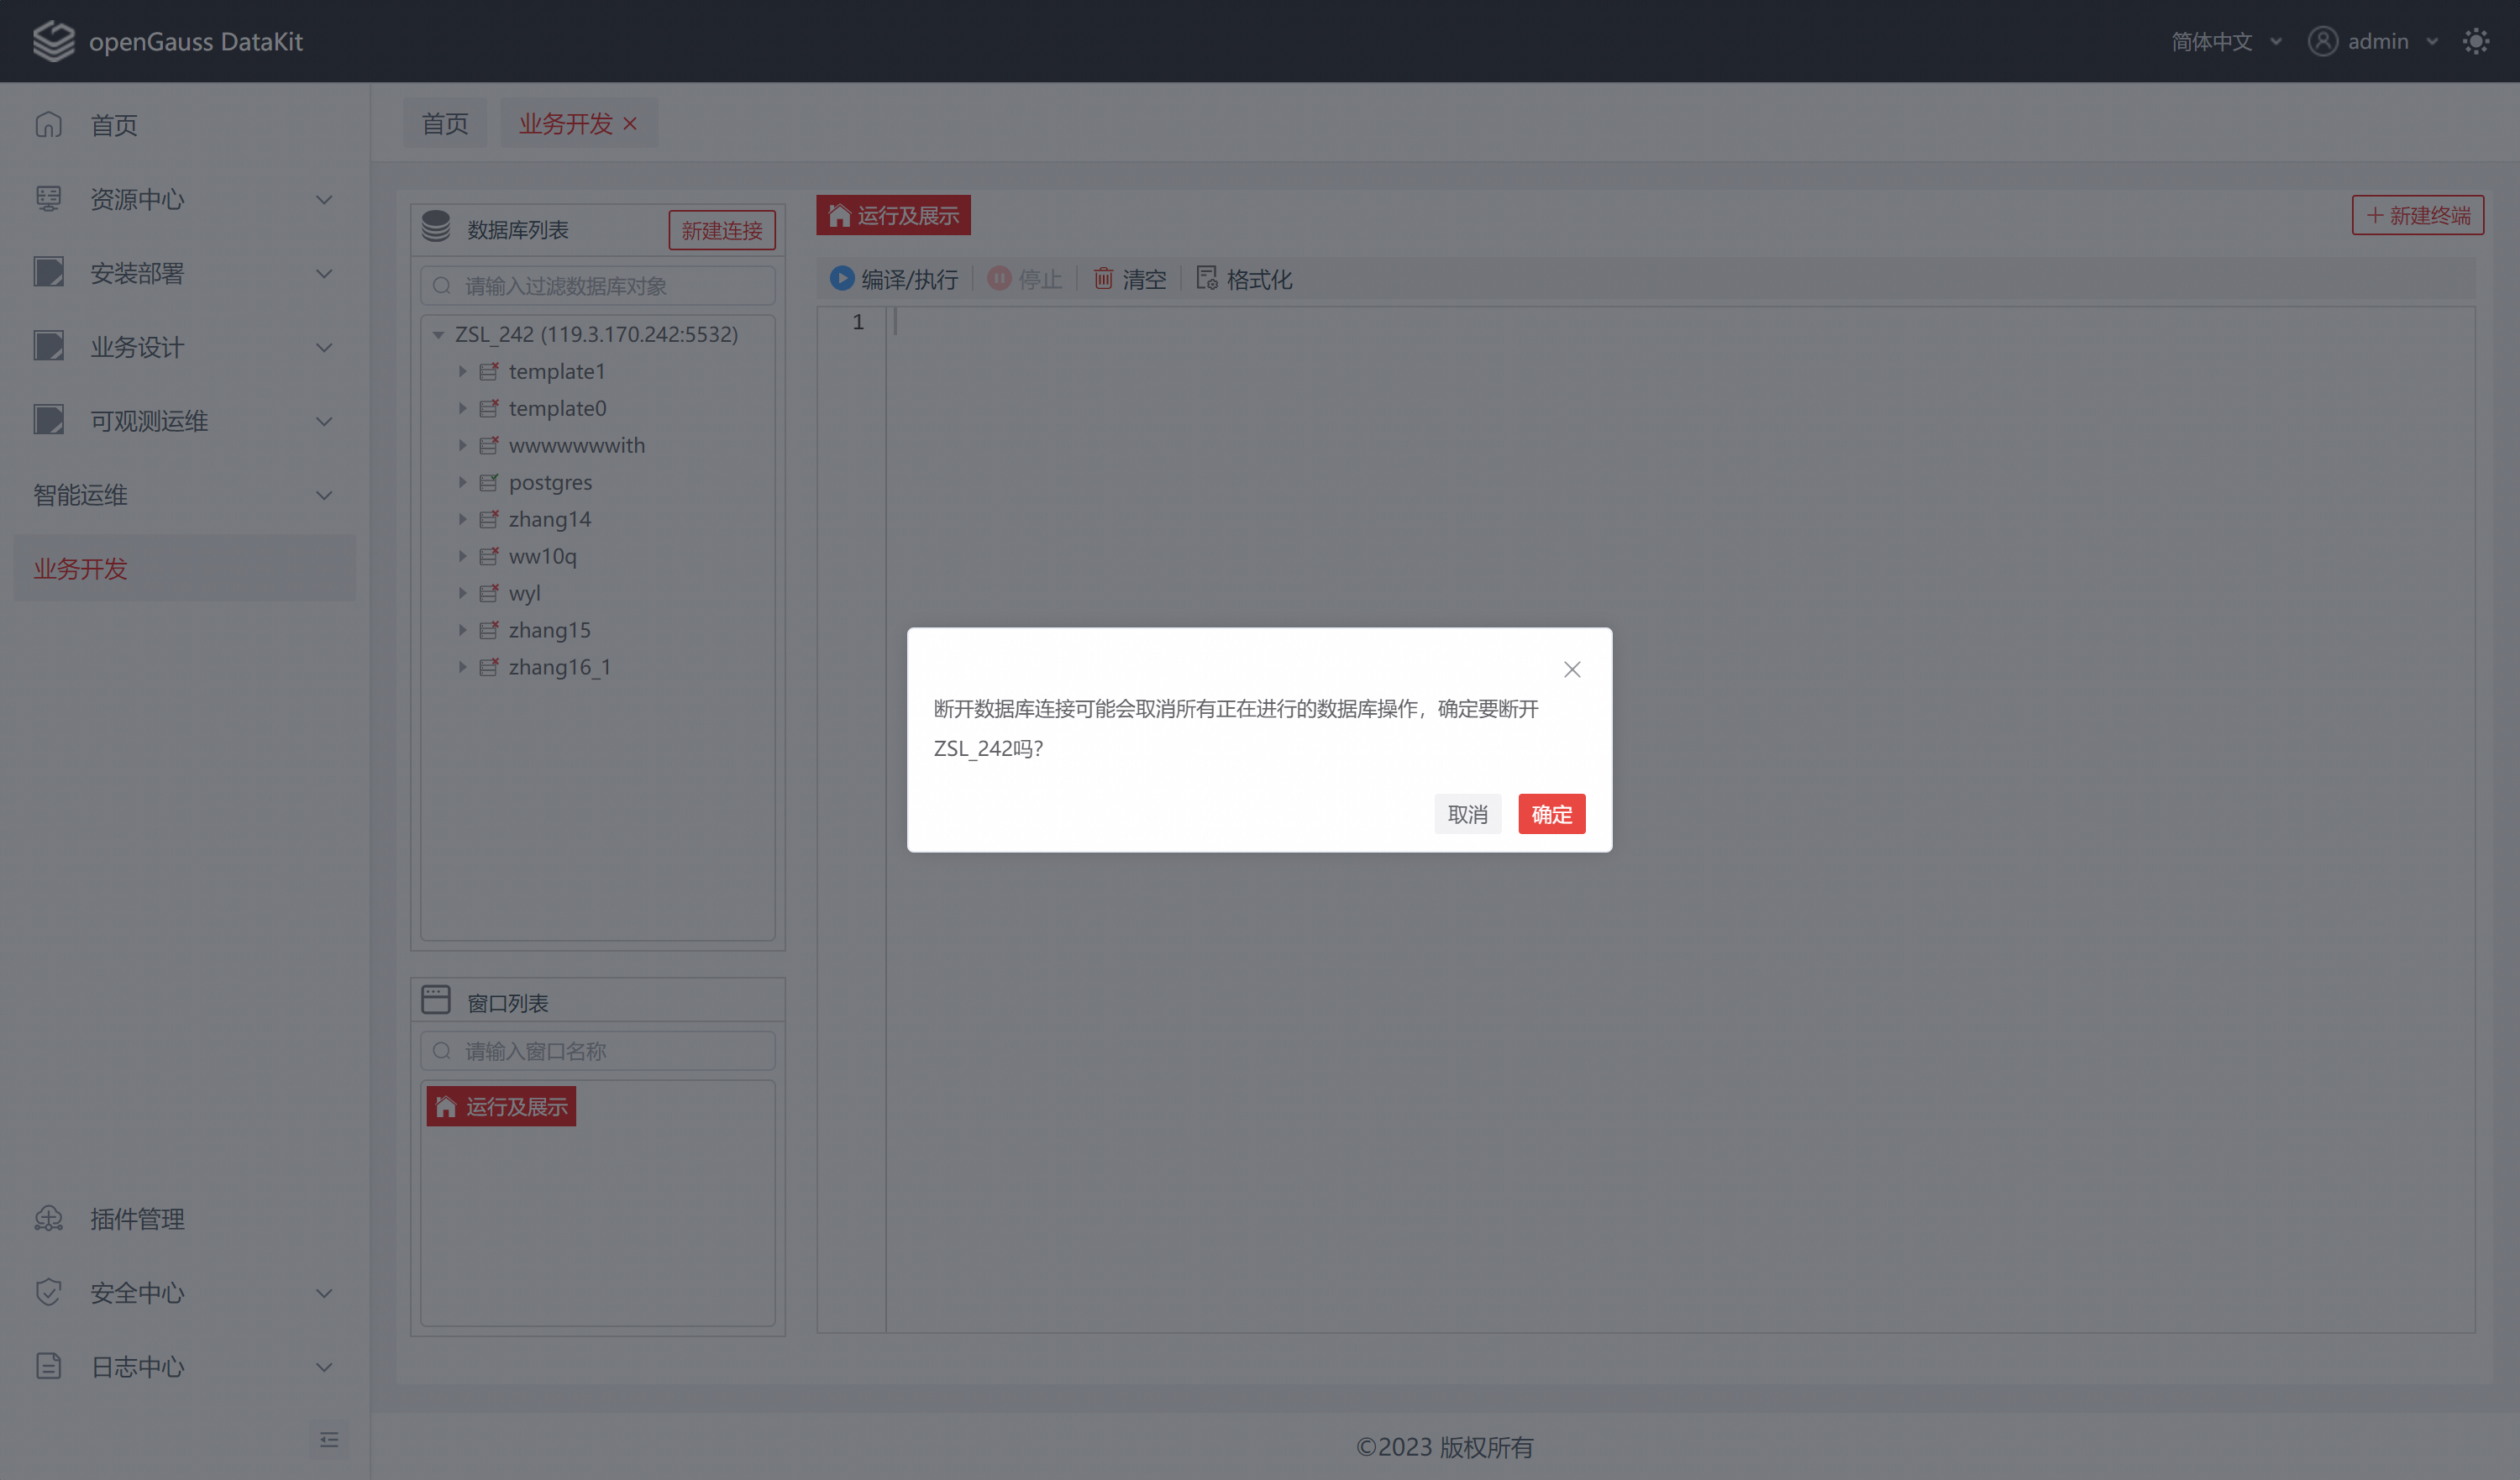 openGauss DataKit
简体中文
admin
首页
资源中心
安装部署
业务设计
可观测运维
智能运维
业务开发
插件管理
安全中心
日志中心
首页
业务开发
数据库列表
新建连接
请输入过滤数据库对象
ZSL_242 (119.3.170.242:5532)
template1
template0
wwwwwwwith
postgres
zhang14
ww10q
wyl
zhang15
zhang16_1
窗口列表
请输入窗口名称
运行及展示
运行及展示
新建终端
编译/执行
停止
清空
格式化
1
断开数据库连接可能会取消所有正在进行的数据库操作，确定要断开
ZSL_242吗？
取消
确定
©2023 版权所有